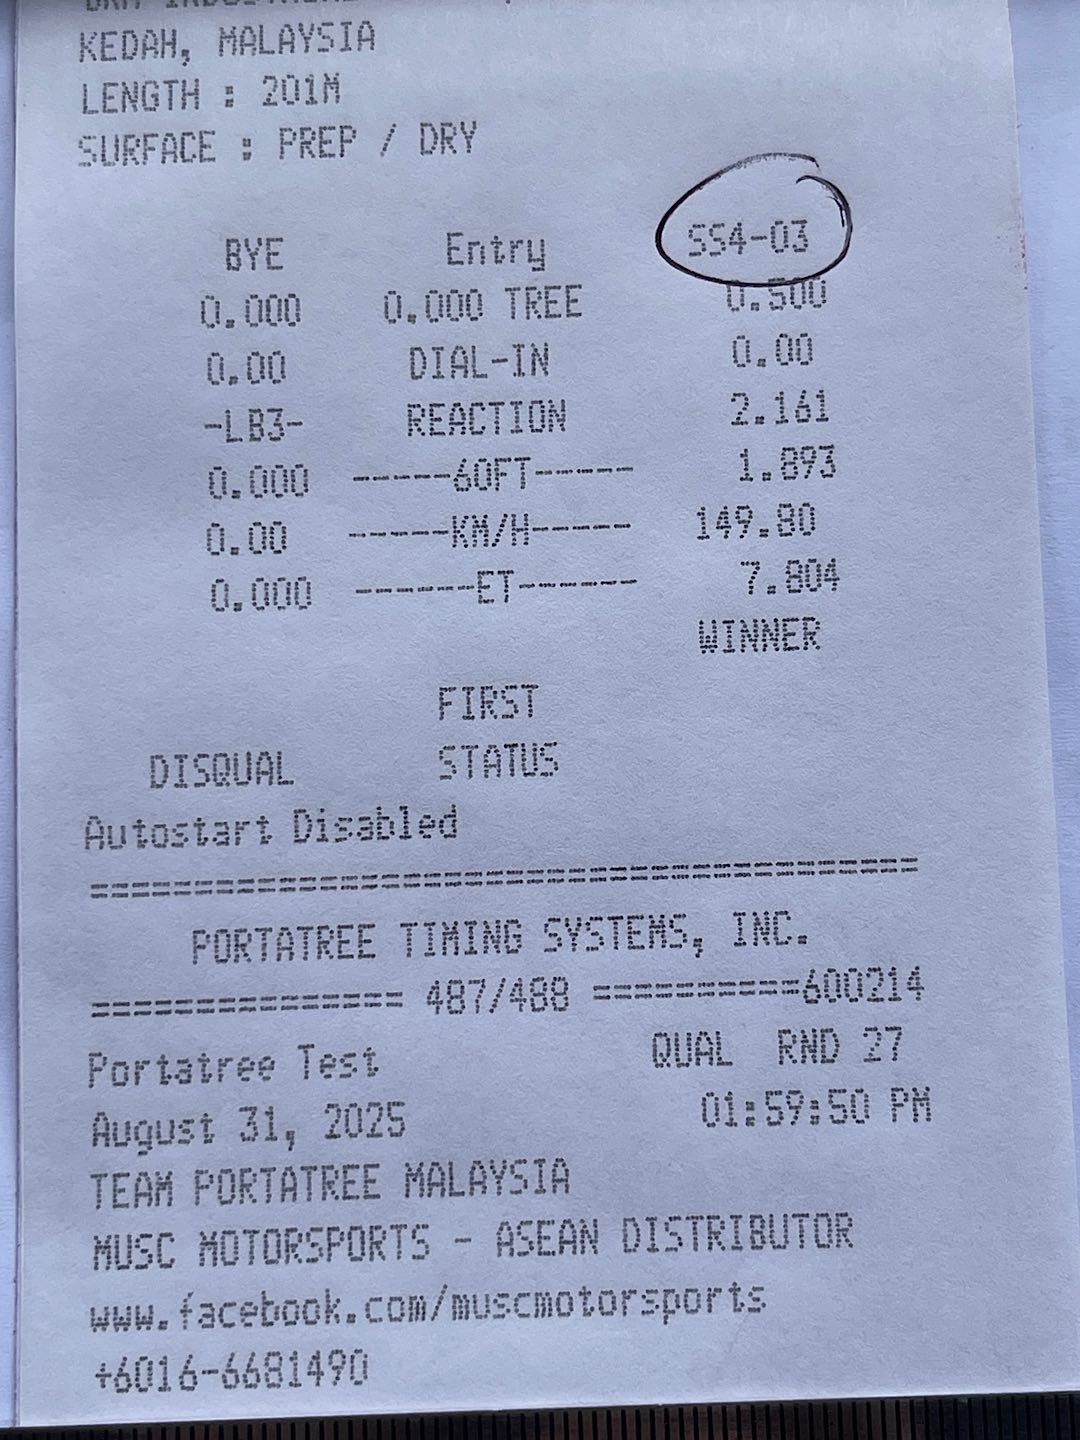 KEDAH, MALAYSIA
LENGTH : 201M
SURFACE : PREP / DRY
BYE Entry SS4-03
0.000 0.000 TREE 0.500
0.00 DIAL-IN 0.00
-LB3- REACTION 2.161
0.000 -----60FT----- 1.893
0.00 -----KM/H----- 149.80
0.000 ------ET------ 7.804
WINNER
FIRST
DISQUAL STATUS
Autostart Disabled
========================================
PORTATREE TIMING SYSTEMS, INC.
=============== 487/488 ==========600214
Portatree Test QUAL RND 27
August 31, 2025 01:59:50 PM
TEAM PORTATREE MALAYSIA
MUSC MOTORSPORTS - ASEAN DISTRIBUTOR
www.facebook.com/muscmotorsports
+6016-6681490